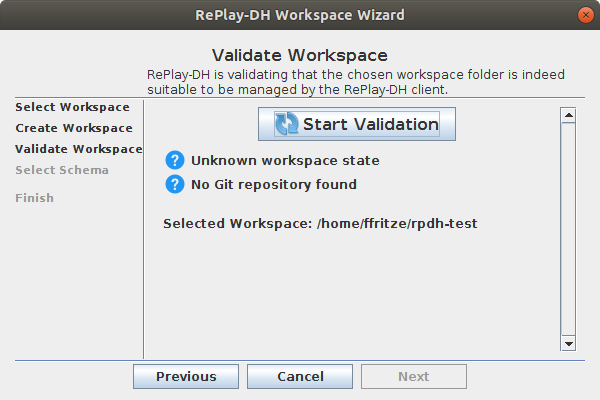 RePlay-DH Workspace Wizard
Validate Workspace
RePlay-DH is validating that the chosen workspace folder is indeed
suitable to be managed by the RePlay-DH client.
Select Workspace
Create Workspace
Validate Workspace
Select Schema
Finish
Start Validation
Unknown workspace state
No Git repository found
Selected Workspace: /home/ffritze/rpdh-test
Previous
Cancel
Next